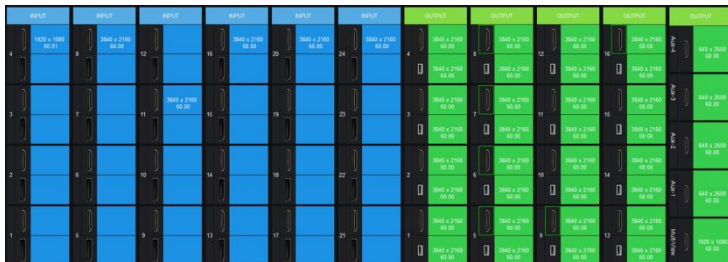 INPUT INPUT INPUT INPUT INPUT INPUT OUTPUT OUTPUT OUTPUT OUTPUT OUTPUT
4 1920 x 1080 60.01 8 3840 x 2160 60.00 12 16 3840 x 2160 60.00 20 3840 x 2160 60.00 24 3840 x 2160 60.00 4 3840 x 2160 60.00 8 3840 x 2160 60.00 12 3840 x 2160 60.00 16 3840 x 2160 60.00 Aux-4 640 x 2600 60.00
3840 x 2160 60.00 3840 x 2160 60.00 3840 x 2160 60.00 3840 x 2160 60.00
3 7 11 3840 x 2160 60.00 15 19 23 3 3840 x 2160 60.00 7 3840 x 2160 60.00 11 3840 x 2160 60.00 15 3840 x 2160 60.00 Aux-3 640 x 2600 60.00
3840 x 2160 60.00 3840 x 2160 60.00 3840 x 2160 60.00 3840 x 2160 60.00
2 6 10 14 18 22 2 3840 x 2160 60.00 6 3840 x 2160 60.00 10 3840 x 2160 60.00 14 3840 x 2160 60.00 Aux-2 640 x 2600 60.00
3840 x 2160 60.00 3840 x 2160 60.00 3840 x 2160 60.00 3840 x 2160 60.00 Aux-1 640 x 2600 60.00
1 5 9 13 17 21 1 3840 x 2160 60.00 5 3840 x 2160 60.00 9 3840 x 2160 60.00 13 3840 x 2160 60.00 Multi-View 1920 x 1080 60.00
3840 x 2160 60.00 3840 x 2160 60.00 3840 x 2160 60.00 3840 x 2160 60.00